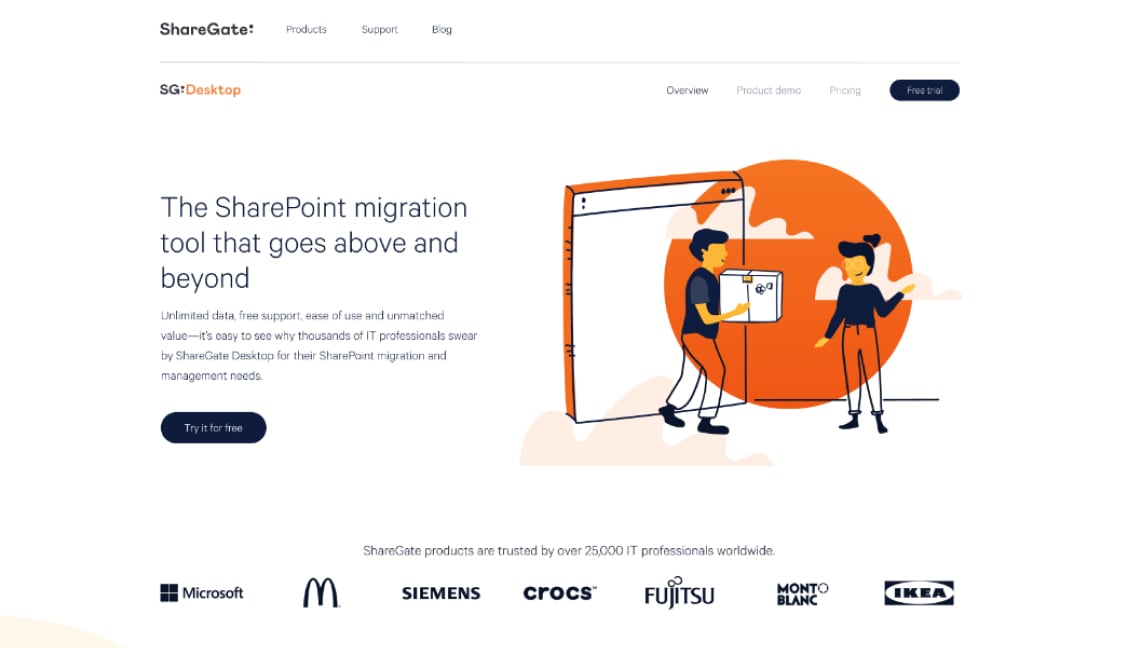 ShareGate: Products Support Blog
SG:Desktop Overview Product demo Pricing Free trial
The SharePoint migration
tool that goes above and
beyond
Unlimited data, free support, ease of use and unmatched
value—it's easy to see why thousands of IT professionals swear
by ShareGate Desktop for their SharePoint migration and
management needs.
Try it for free
ShareGate products are trusted by over 25,000 IT professionals worldwide.
Microsoft SIEMENS crocs™ FUJITSU MONT BLANC IKEA